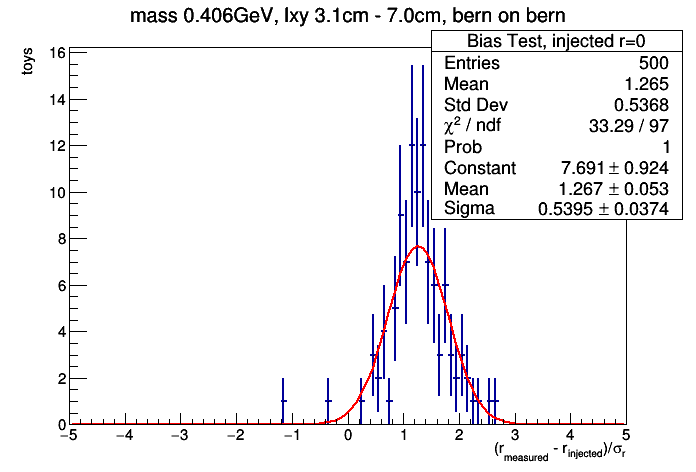 mass 0.406GeV, lxy 3.1cm - 7.0cm, bern on bern
Bias Test, injected r=0
Entries 500
Mean 1.265
Std Dev 0.5368
χ² / ndf 33.29 / 97
Prob 1
Constant 7.691 ± 0.924
Mean 1.267 ± 0.053
Sigma 0.5395 ± 0.0374
toys
16
14
12
10
8
6
4
2
0
−5 −4 −3 −2 −1 0 1 2 3 4 5
(r_measured - r_injected)/σ_r